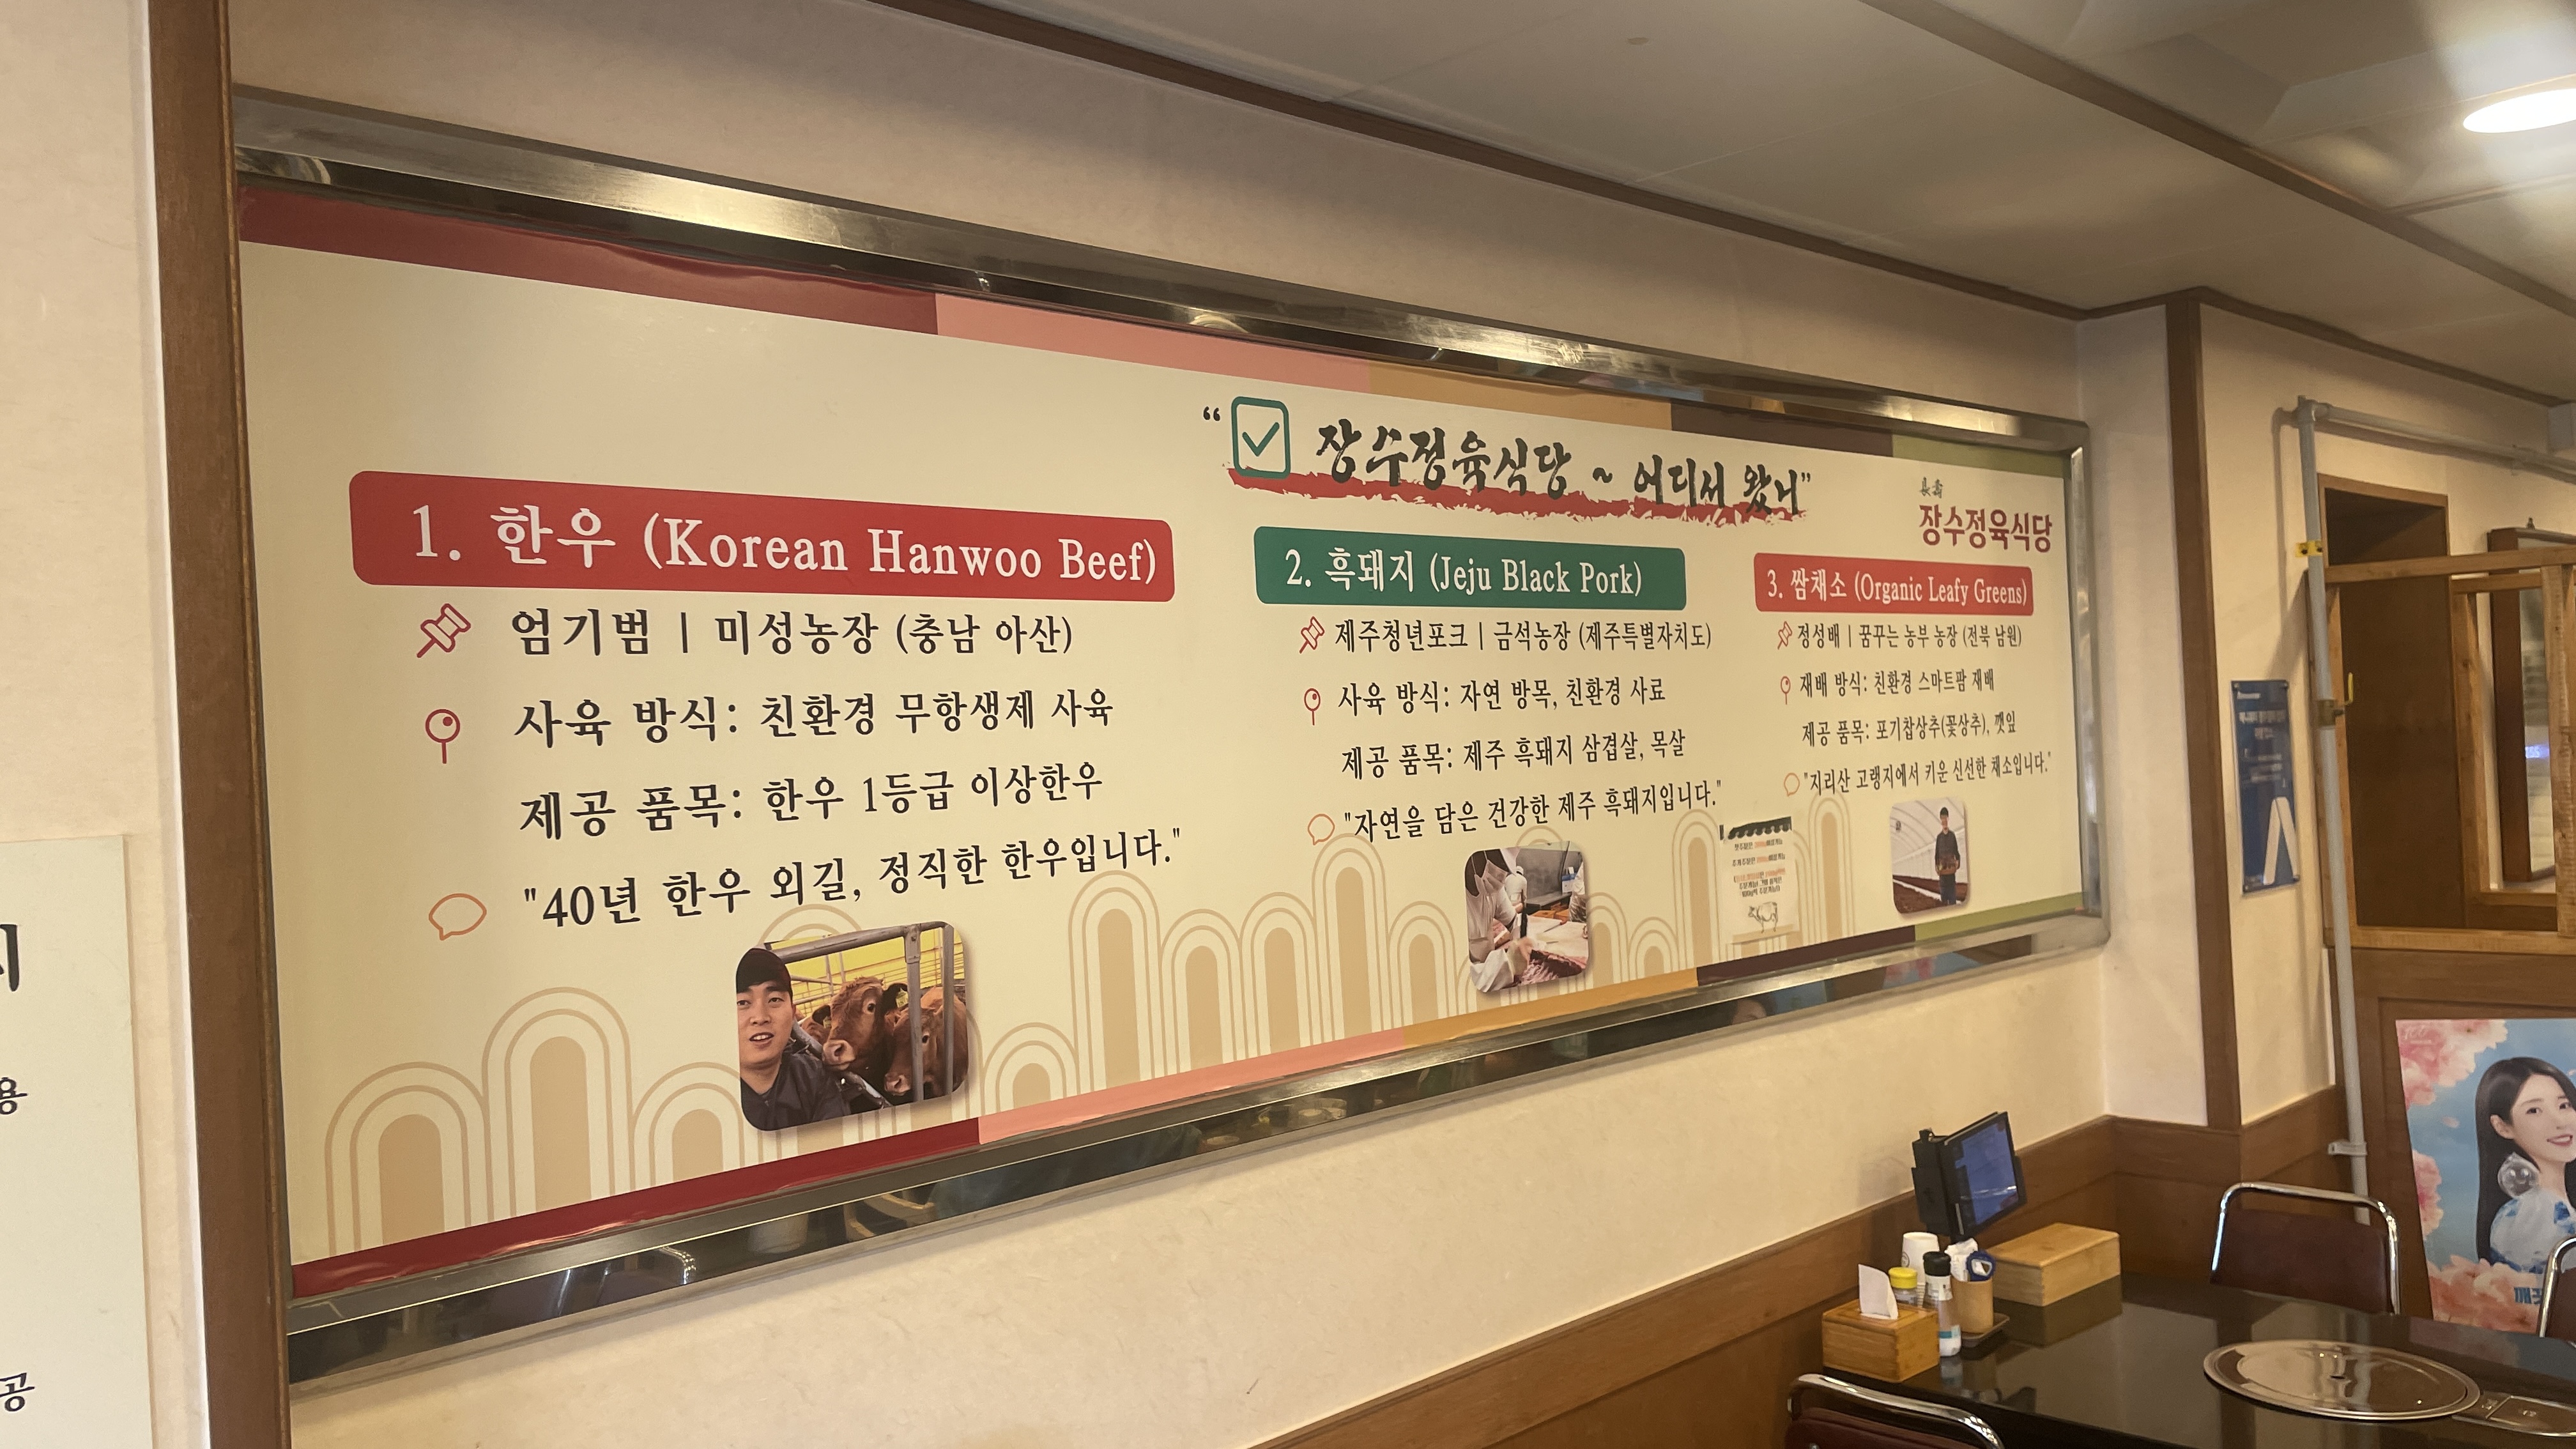 "장수정육식당 ~ 어디서 왔니"
長壽
장수정육식당
1. 한우 (Korean Hanwoo Beef)
엄기범 | 미성농장 (충남 아산)
사육 방식: 친환경 무항생제 사육
제공 품목: 한우 1등급 이상한우
"40년 한우 외길, 정직한 한우입니다."
2. 흑돼지 (Jeju Black Pork)
제주청년포크 | 금석농장 (제주특별자치도)
사육 방식: 자연 방목, 친환경 사료
제공 품목: 제주 흑돼지 삼겹살, 목살
"자연을 담은 건강한 제주 흑돼지입니다."
3. 쌈채소 (Organic Leafy Greens)
정성배 | 꿈꾸는 농부 농장 (전북 남원)
재배 방식: 친환경 스마트팜 재배
제공 품목: 포기찹상추(꽃상추), 깻잎
"지리산 고랭지에서 키운 신선한 채소입니다."
용
공